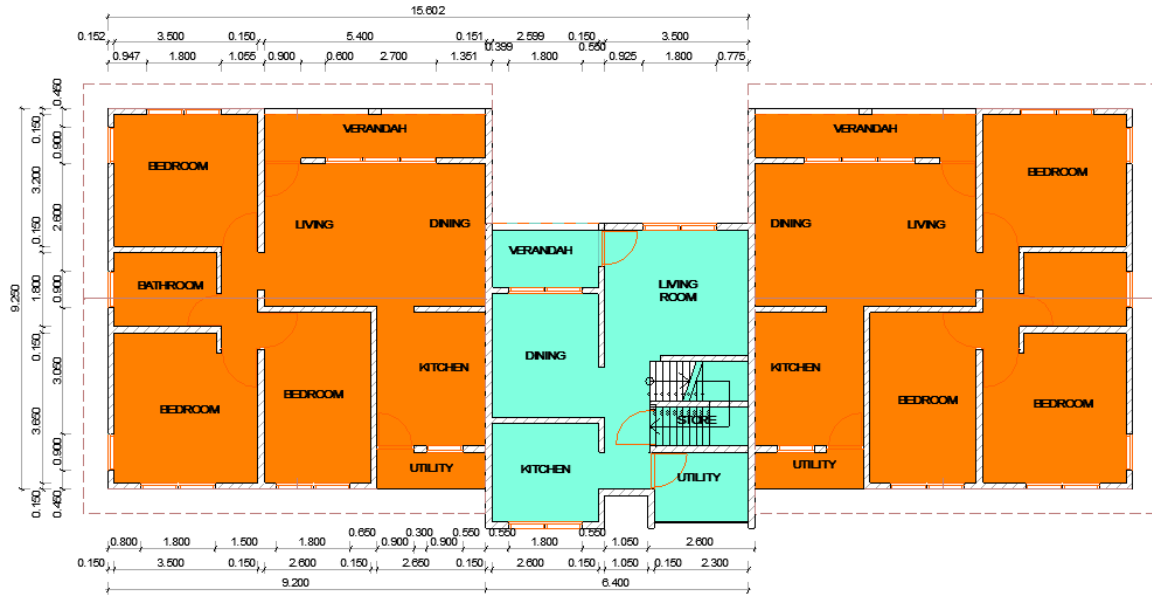 15.602
0.152 3.500 0.150 5.400 0.151 0.399 2.599 0.150 0.550 3.500
0.947 1.800 1.055 0.900 0.600 2.700 1.351 1.800 0.925 1.800 0.775
0.450
0.150
0.900
3.200
2.600
0.150
9.250
1.800
0.900
0.150
3.050
3.650
0.900
0.150
0.450
VERANDAH VERANDAH
BEDROOM BEDROOM
LIVING DINING DINING LIVING
VERANDAH
BATHROOM LIVING
ROOM
DINING
KITCHEN KITCHEN
BEDROOM BEDROOM
BEDROOM BEDROOM
STORE
UTILITY KITCHEN UTILITY UTILITY
0.800 1.800 1.500 1.800 0.650 0.900 0.300 0.900 0.550 0.550 1.800 0.550 1.050 2.600
0.150 3.500 0.150 2.600 0.150 2.650 0.150 2.600 0.150 1.050 0.150 2.300
9.200 6.400